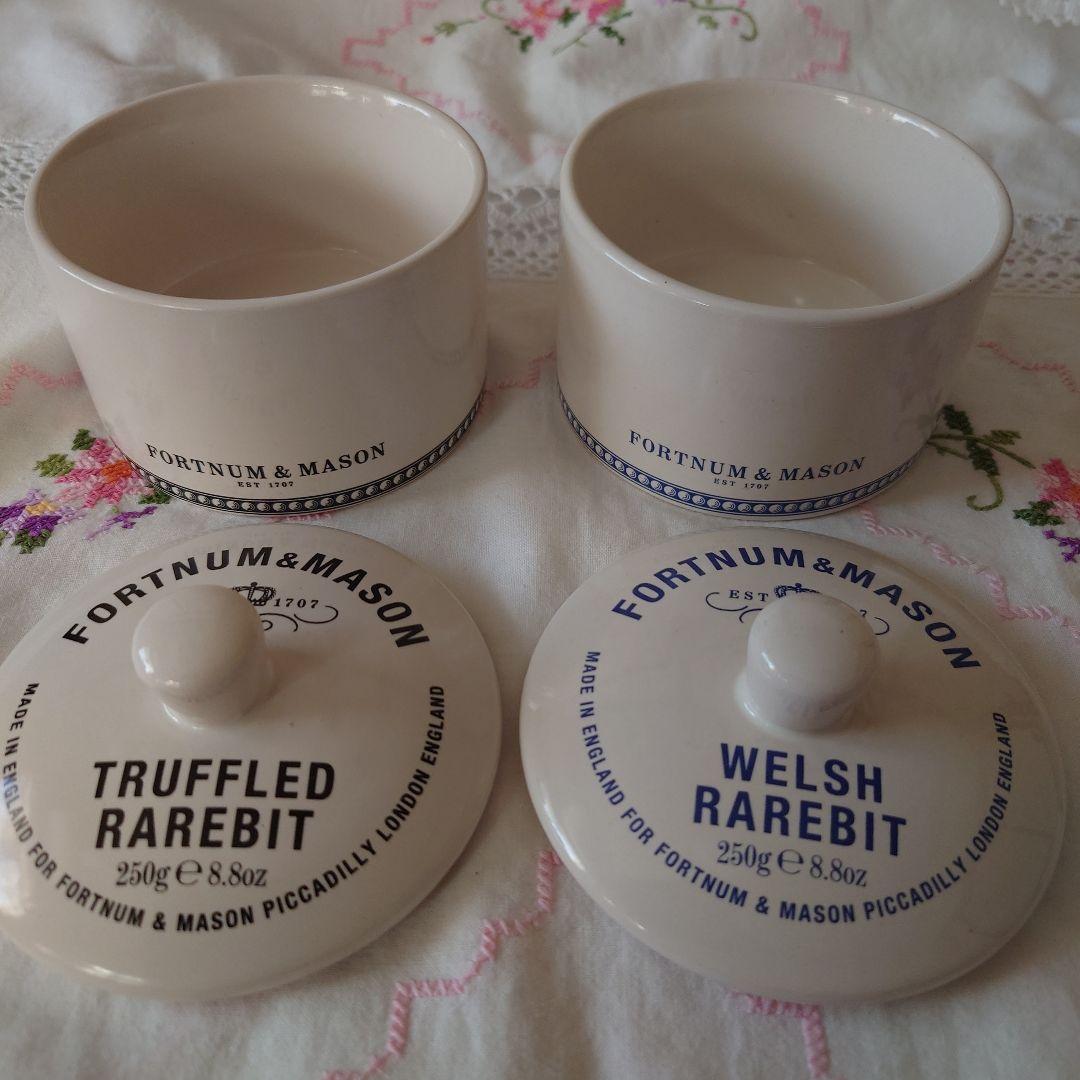 FORTNUM & MASON
EST 1707
FORTNUM & MASON
EST 1707
FORTNUM & MASON
1707
TRUFFLED
RAREBIT
250g e 8.8oz
MADE IN ENGLAND FOR FORTNUM & MASON PICCADILLY LONDON ENGLAND
FORTNUM & MASON
EST 7
WELSH
RAREBIT
250g e 8.8oz
MADE IN ENGLAND FOR FORTNUM & MASON PICCADILLY LONDON ENGLAND